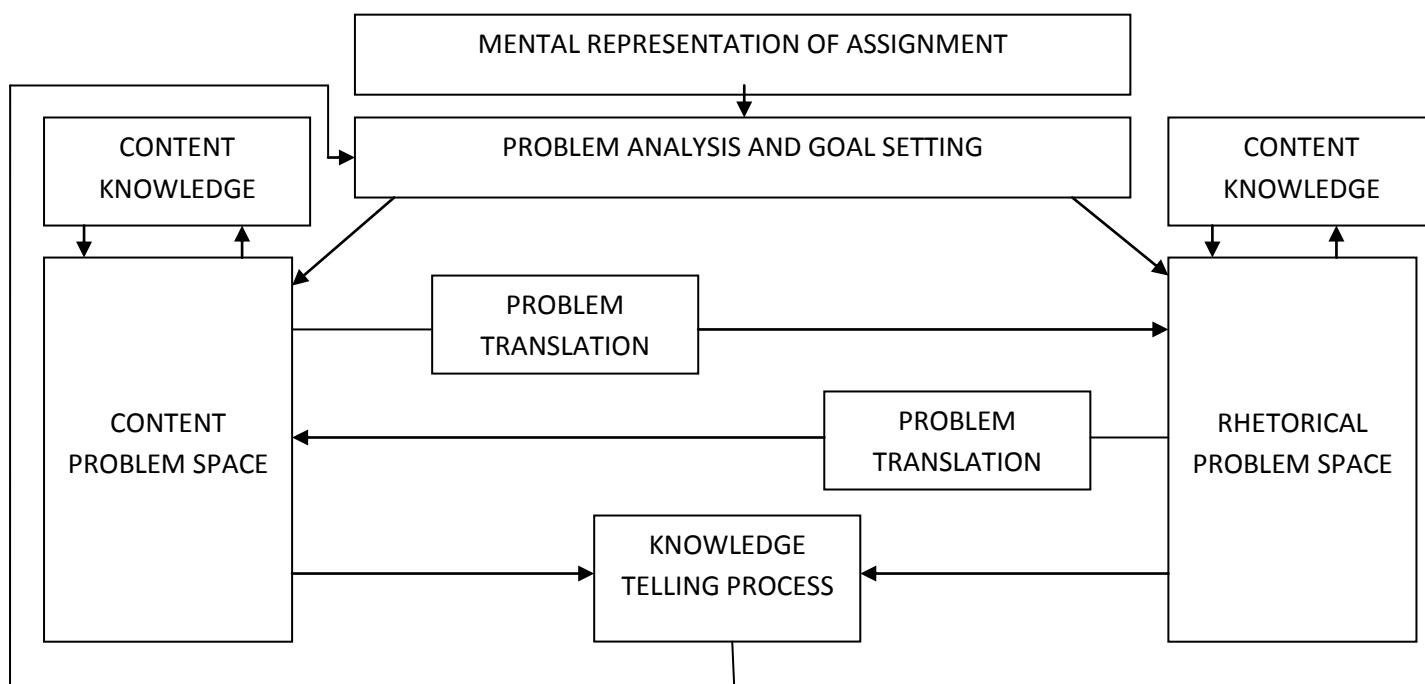 MENTAL REPRESENTATION OF ASSIGNMENT
PROBLEM ANALYSIS AND GOAL SETTING
CONTENT
KNOWLEDGE
CONTENT
KNOWLEDGE
PROBLEM
TRANSLATION
PROBLEM
TRANSLATION
CONTENT
PROBLEM SPACE
RHETORICAL
PROBLEM SPACE
KNOWLEDGE
TELLING PROCESS